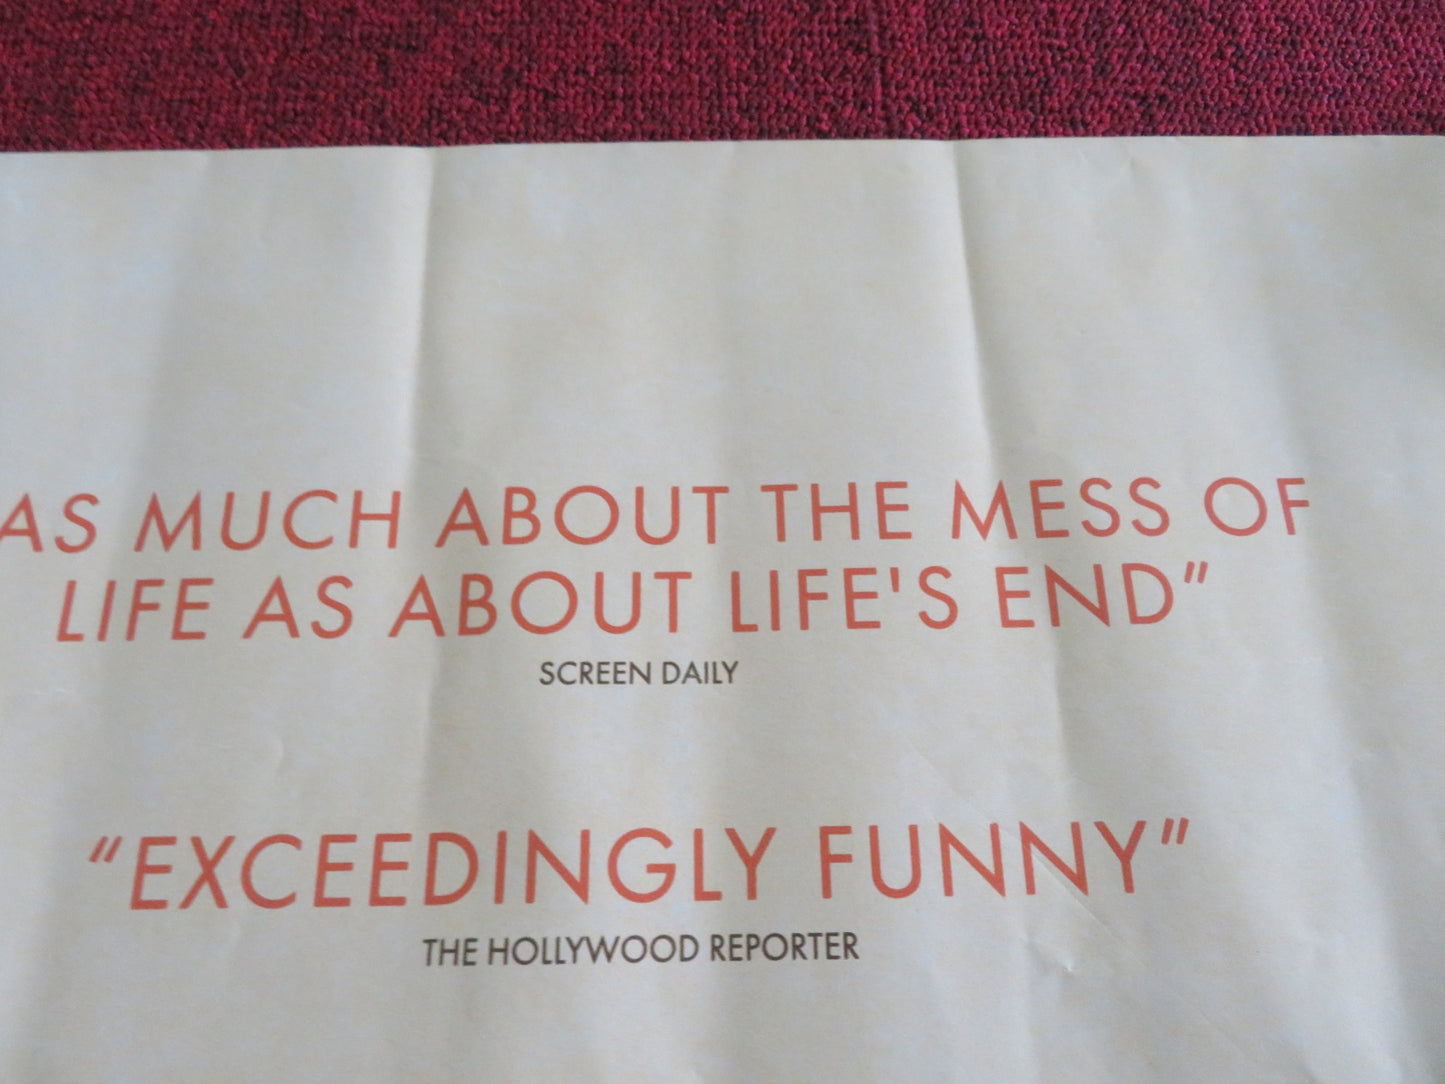 AS MUCH ABOUT THE MESS OF
LIFE AS ABOUT LIFE'S END”
SCREEN DAILY
“EXCEEDINGLY FUNNY”
THE HOLLYWOOD REPORTER